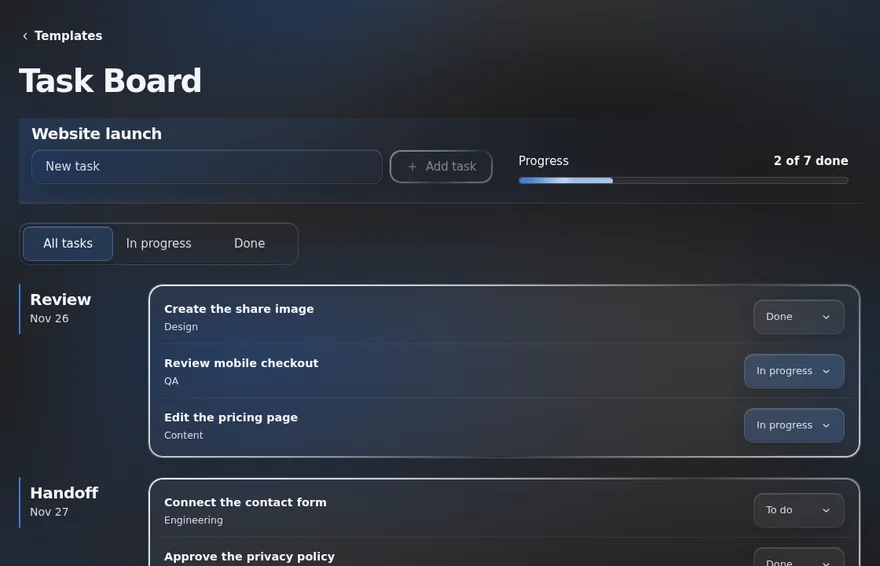 Templates
Task Board
Website launch
New task
+ Add task
Progress
2 of 7 done
All tasks
In progress
Done
Review
Nov 26
Create the share image
Design
Done
Review mobile checkout
QA
In progress
Edit the pricing page
Content
In progress
Handoff
Nov 27
Connect the contact form
Engineering
To do
Approve the privacy policy
Done